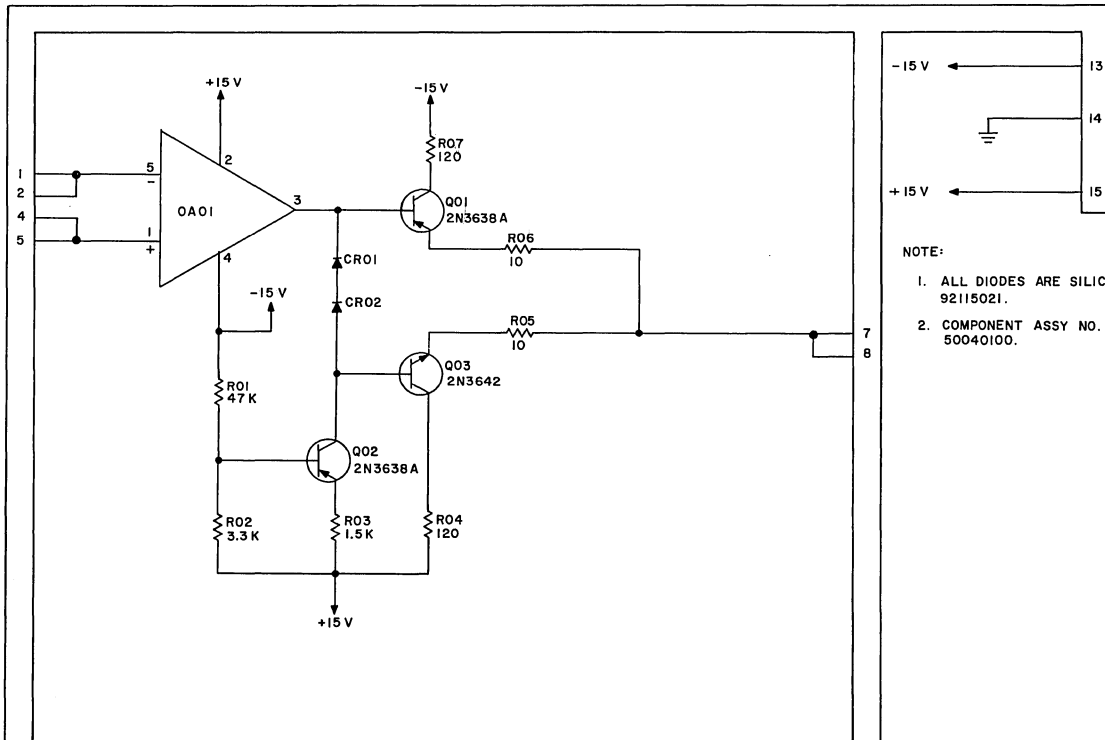 +15 V
-15 V
R07
120
1
2
4
5
5
-
2
OA01
3
1
+
4
Q01
2N3638A
R06
10
CR01
CR02
-15 V
R05
10
7
8
Q03
2N3642
R01
47 K
Q02
2N3638A
R02
3.3 K
R03
1.5K
R04
120
+15 V
-15 V
13
14
+15 V
15
NOTE:
1. ALL DIODES ARE SILIC
92115021.
2. COMPONENT ASSY NO.
50040100.